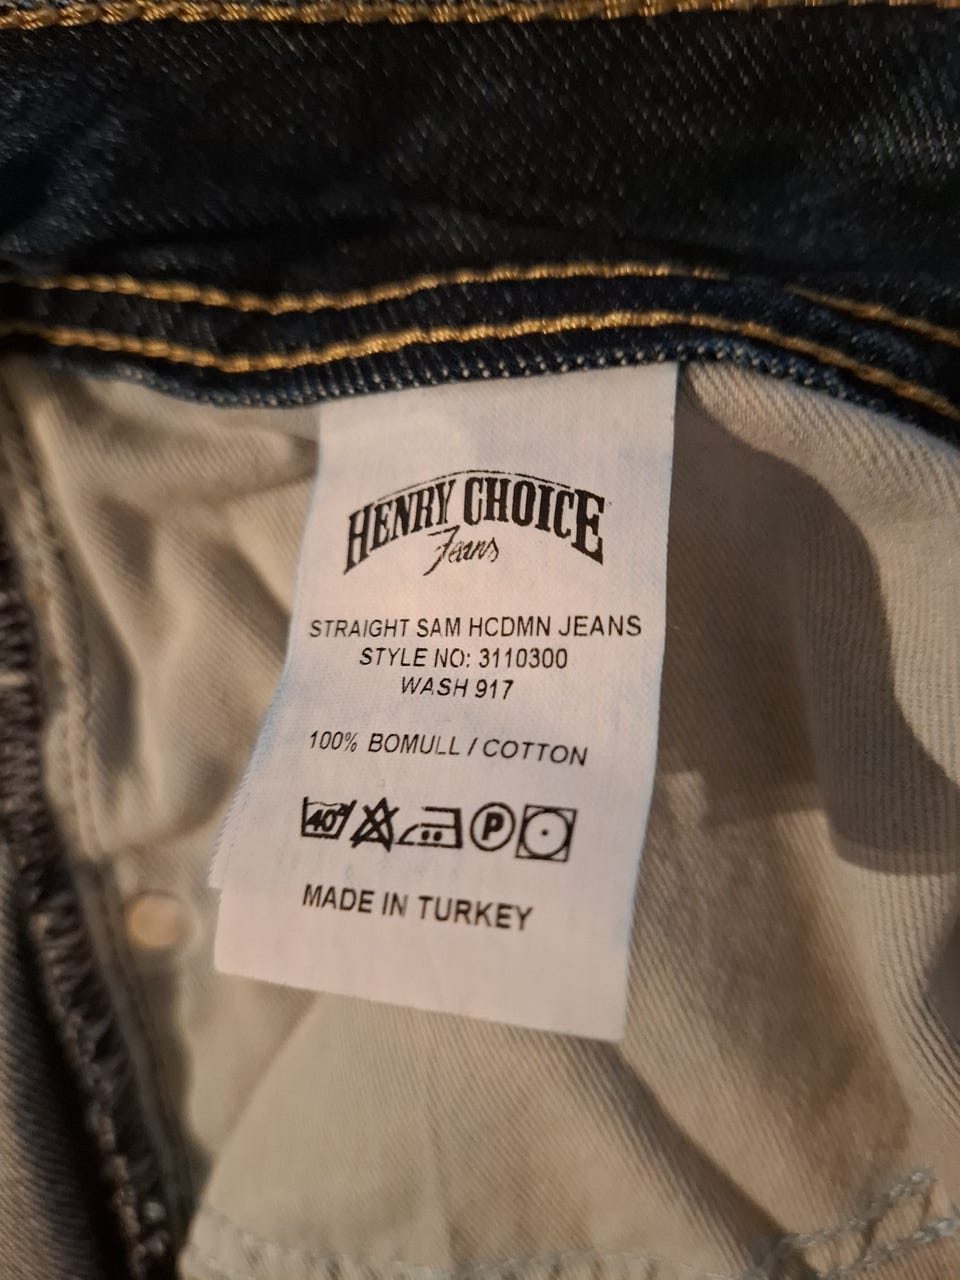 HENRY CHOICE
Jeans
STRAIGHT SAM HCDMN JEANS
STYLE NO: 3110300
WASH 917
100% BOMULL / COTTON
40°
P
MADE IN TURKEY